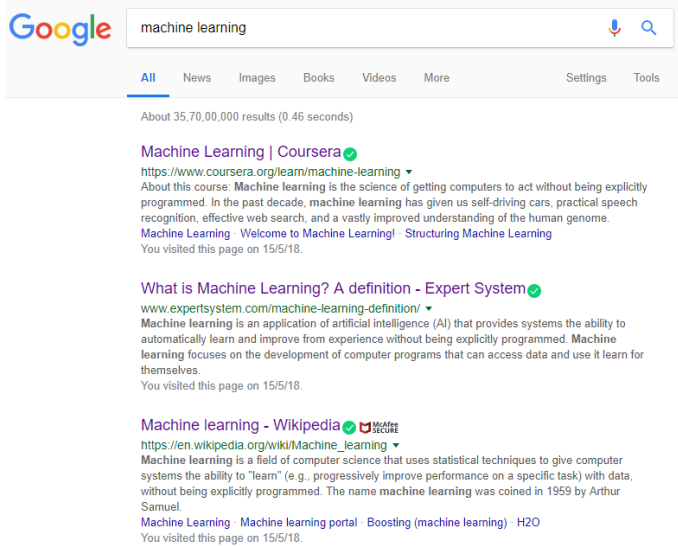 Google machine learning
All News Images Books Videos More Settings Tools
About 35,70,00,000 results (0.46 seconds)
Machine Learning | Coursera
https://www.coursera.org/learn/machine-learning
About this course: Machine learning is the science of getting computers to act without being explicitly
programmed. In the past decade, machine learning has given us self-driving cars, practical speech
recognition, effective web search, and a vastly improved understanding of the human genome.
Machine Learning · Welcome to Machine Learning! · Structuring Machine Learning
You visited this page on 15/5/18.
What is Machine Learning? A definition - Expert System
www.expertsystem.com/machine-learning-definition/
Machine learning is an application of artificial intelligence (AI) that provides systems the ability to
automatically learn and improve from experience without being explicitly programmed. Machine
learning focuses on the development of computer programs that can access data and use it learn for
themselves.
You visited this page on 15/5/18.
Machine learning - Wikipedia McAfee SECURE
https://en.wikipedia.org/wiki/Machine_learning
Machine learning is a field of computer science that uses statistical techniques to give computer
systems the ability to "learn" (e.g., progressively improve performance on a specific task) with data,
without being explicitly programmed. The name machine learning was coined in 1959 by Arthur
Samuel.
Machine Learning · Machine learning portal · Boosting (machine learning) · H2O
You visited this page on 15/5/18.